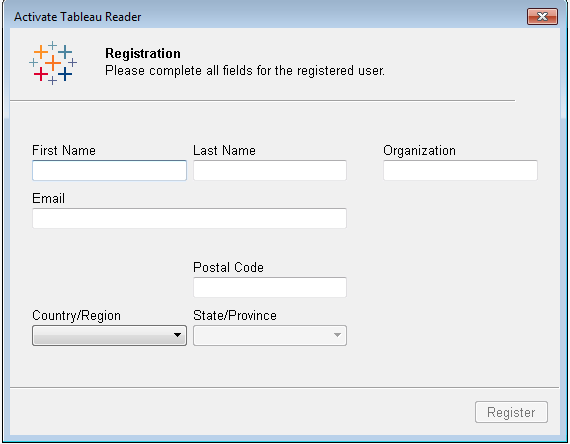 Activate Tableau Reader
Registration
Please complete all fields for the registered user.
First Name
Last Name
Organization
Email
Postal Code
Country/Region
State/Province
Register